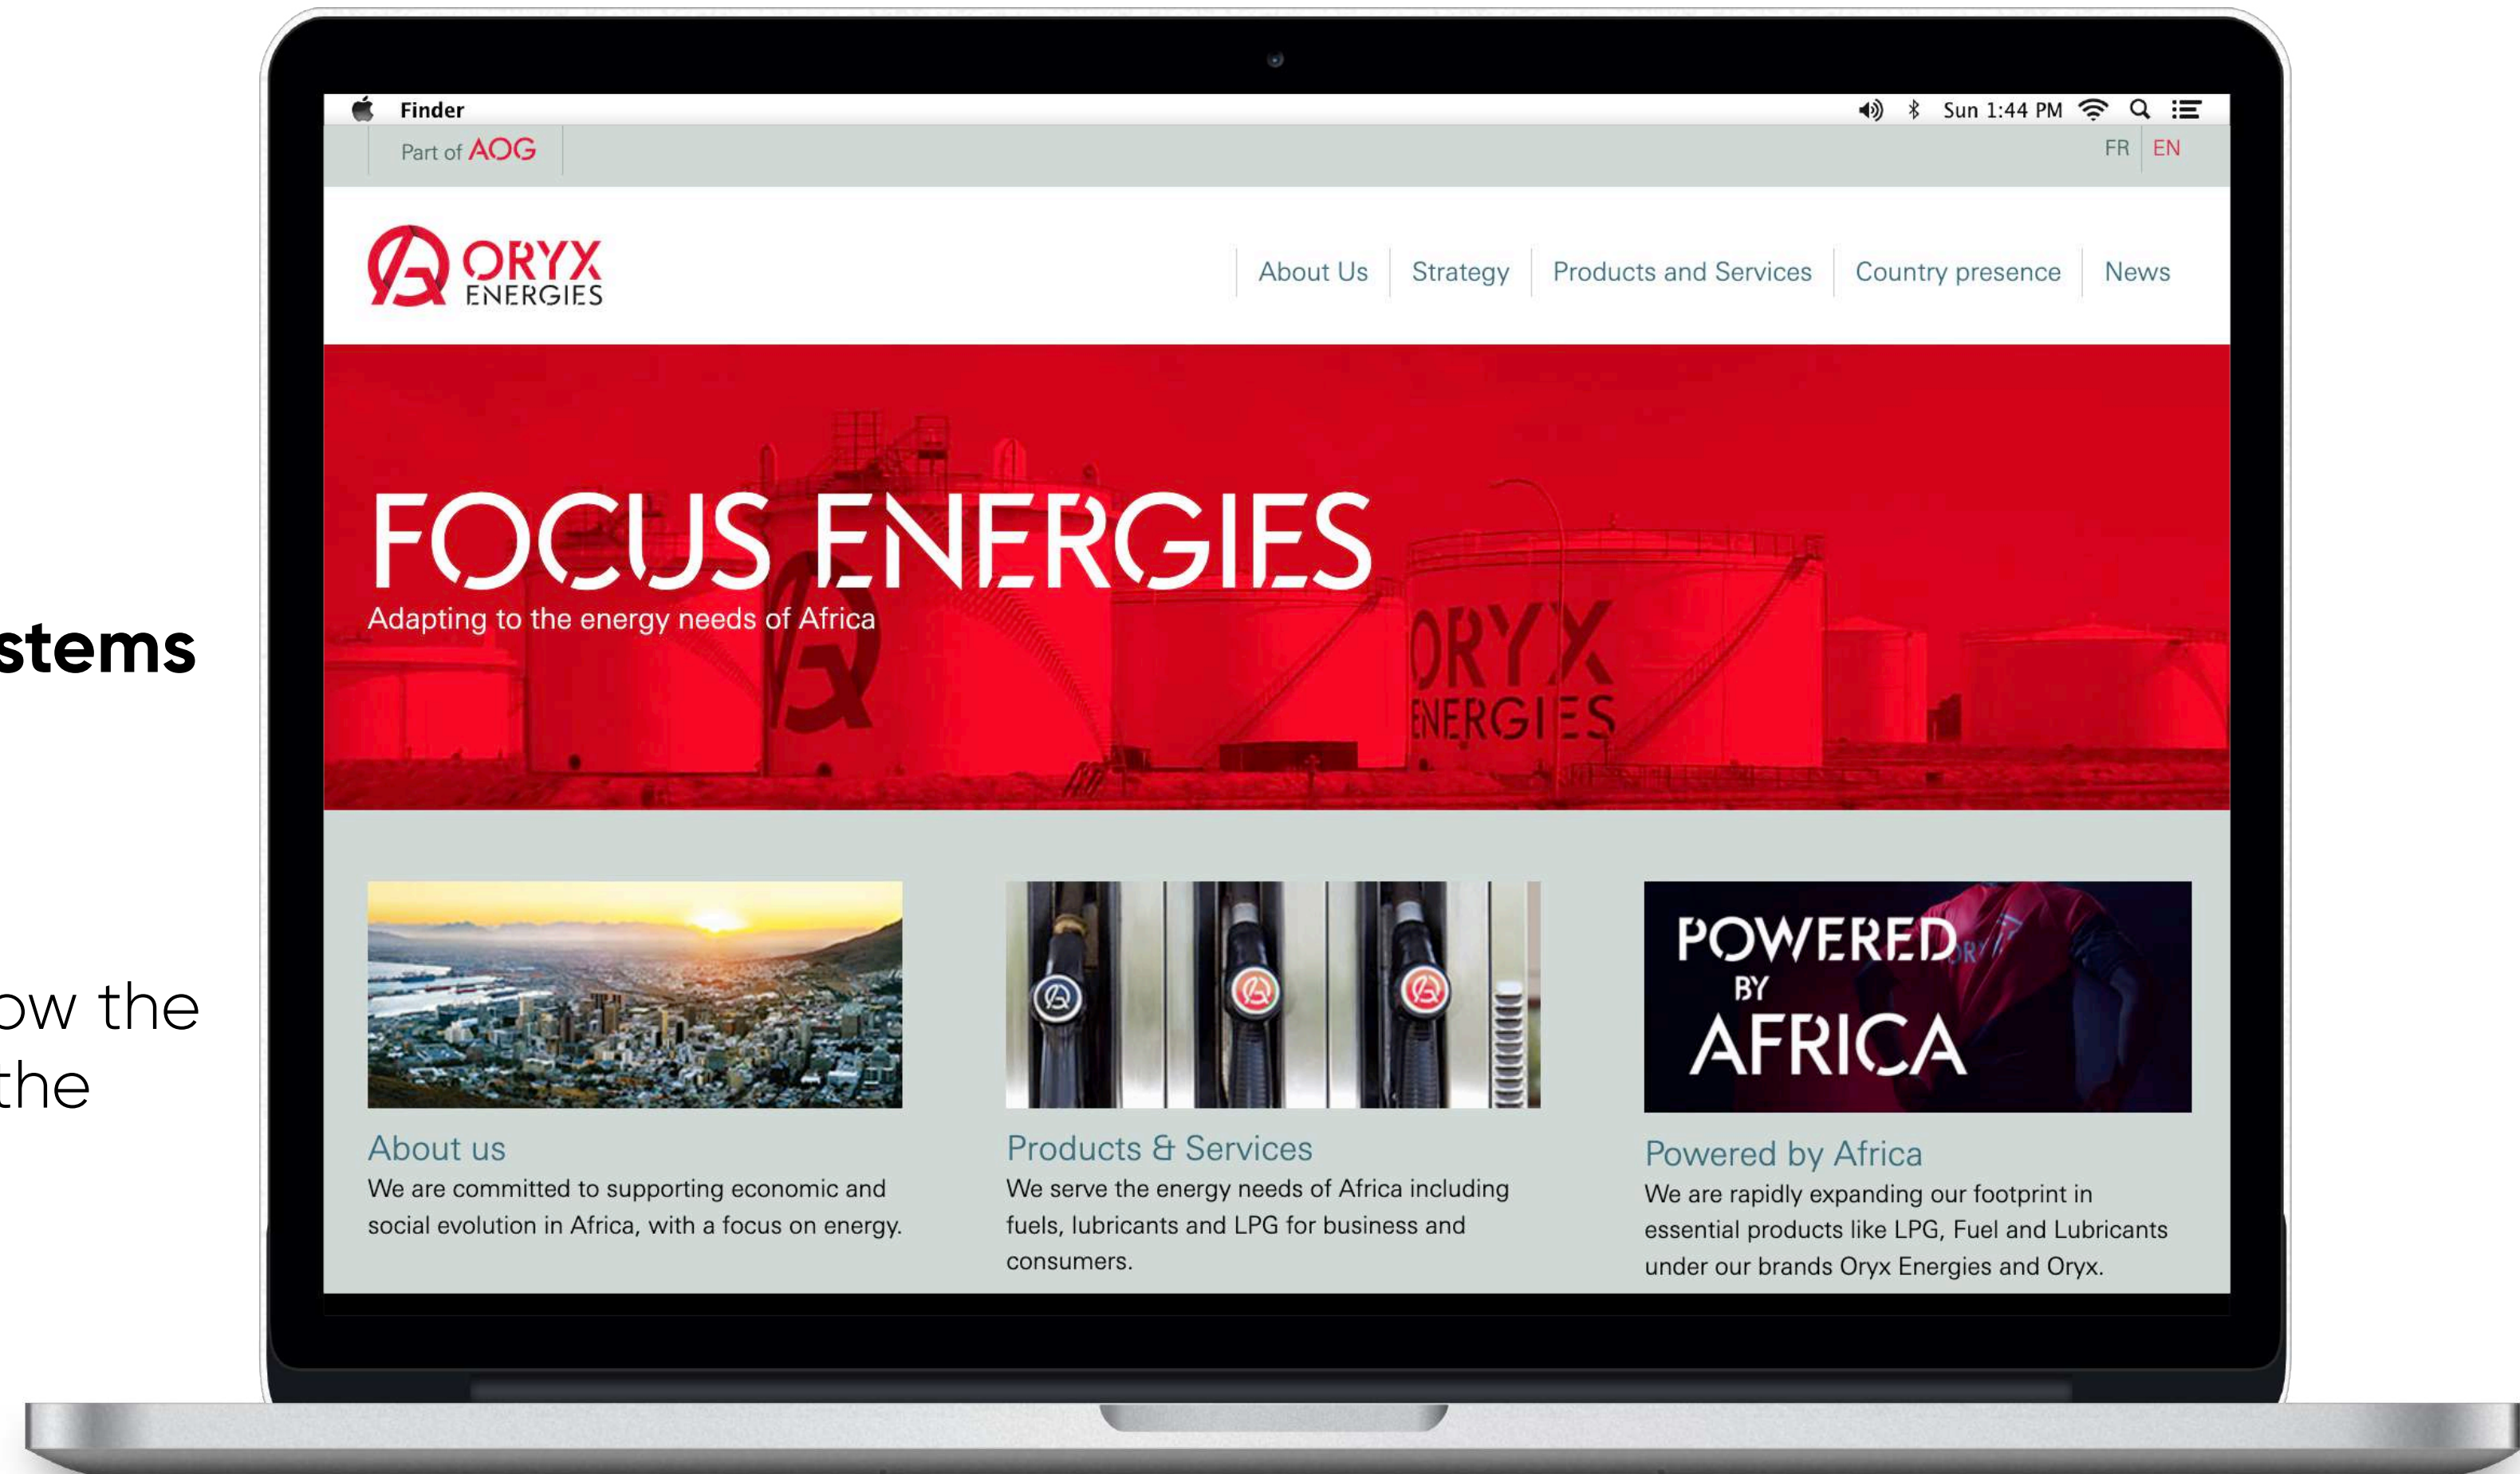 stems
ow the
the
Finder
Sun 1:44 PM
Part of AOG
FR EN
ORYX
ENERGIES
About Us
Strategy
Products and Services
Country presence
News
FOCUS ENERGIES
Adapting to the energy needs of Africa
ORYX
ENERGIES
POWERED
BY
AFRICA
About us
We are committed to supporting economic and
social evolution in Africa, with a focus on energy.
Products & Services
We serve the energy needs of Africa including
fuels, lubricants and LPG for business and
consumers.
Powered by Africa
We are rapidly expanding our footprint in
essential products like LPG, Fuel and Lubricants
under our brands Oryx Energies and Oryx.